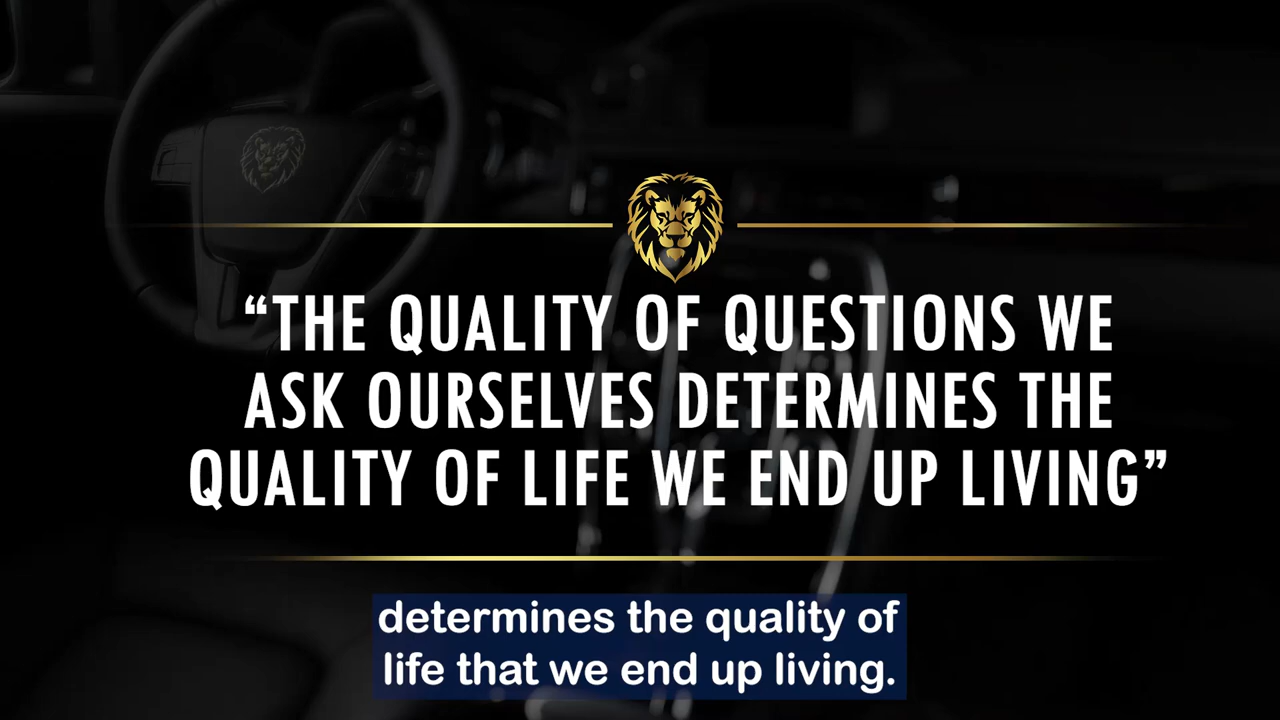 “THE QUALITY OF QUESTIONS WE
ASK OURSELVES DETERMINES THE
QUALITY OF LIFE WE END UP LIVING”
determines the quality of
life that we end up living.